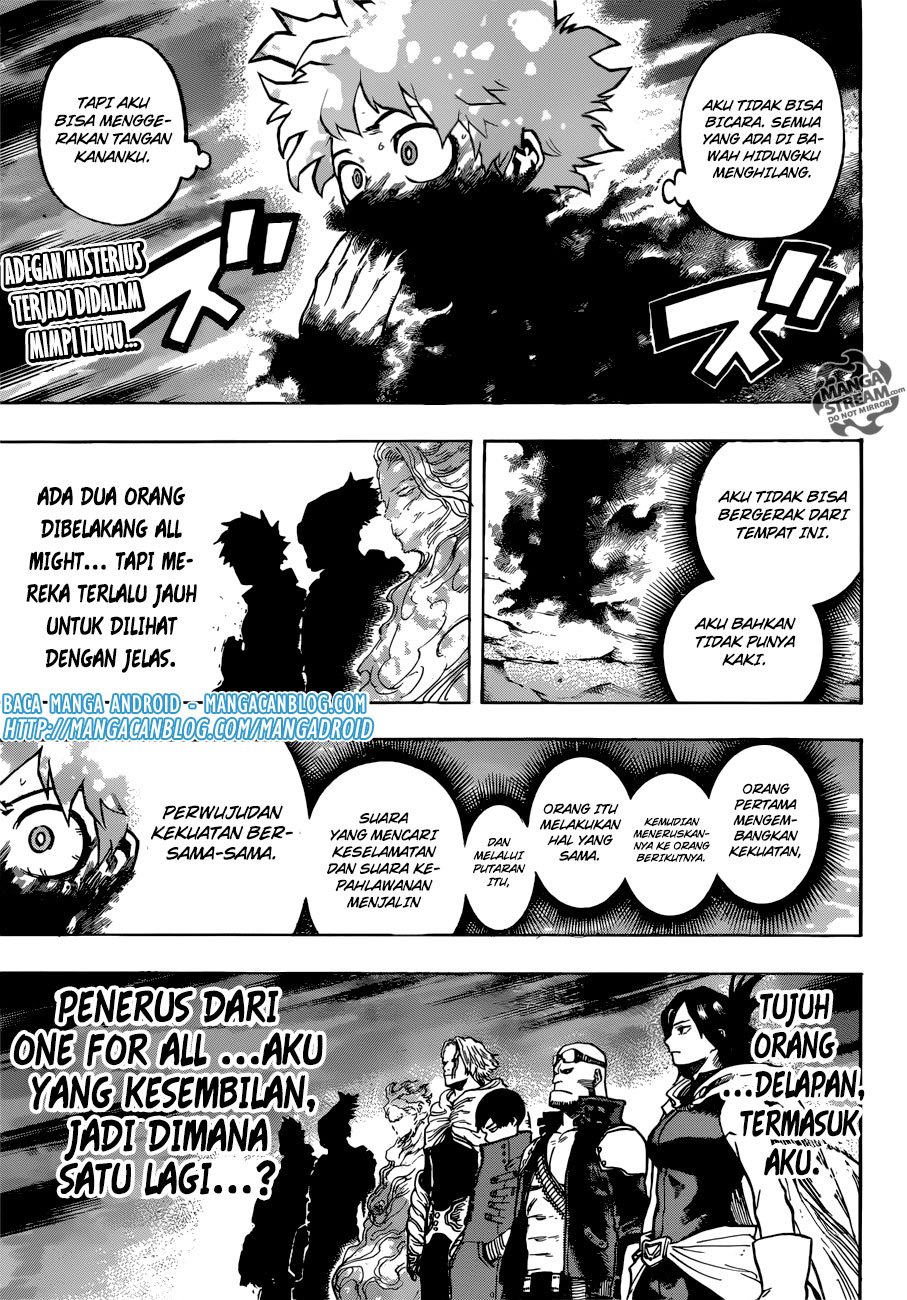 AKU TIDAK BISA
BICARA. SEMUA
YANG ADA DI BA-
WAH HIDUNGKU
MENGHILANG.
TAPI AKU
BISA MENGGE-
RAKAN TANGAN
KANANKU.
ADEGAN MISTERIUS
TERJADI DIDALAM
MIMPI IZUKU...
ズ
ズ
MANGA
STREAM.com
DO NOT MIRROR
AKU TIDAK BISA
BERGERAK DARI
TEMPAT INI.
AKU BAHKAN
TIDAK PUNYA
KAKI.
ADA DUA ORANG
DIBELAKANG ALL
MIGHT... TAPI ME-
REKA TERLALU JAUH
UNTUK DILIHAT
DENGAN JELAS.
BACA MANGA ANDROID - MANGACANBLOG.COM
HTTP://MANGACANBLOG.COM/MANGADROID
ORANG
PERTAMA
MENGEM-
BANGKAN
KEKUATAN,
KEMUDIAN
MENERUSKAN-
NYA KE ORANG
BERIKUTNYA.
ORANG ITU
MELAKUKAN
HAL YANG
SAMA.
DAN
MELALUI
PUTARAN
ITU,
SUARA
YANG MENCARI
KESELAMATAN
DAN SUARA KE-
PAHLAWANAN
MENJALIN
PERWUJUDAN
KEKUATAN BER-
SAMA-SAMA.
TUJUH
ORANG
...DELAPAN,
TERMASUK
AKU.
PENERUS DARI
ONE FOR ALL ...AKU
YANG KESEMBILAN,
JADI DIMANA
SATU LAGI...?